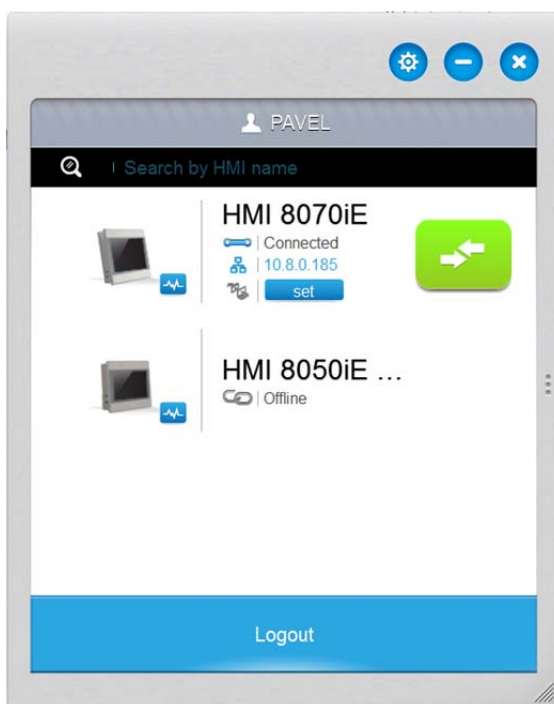 PAVEL
Search by HMI name
HMI 8070iE
Connected
10.8.0.185
set
HMI 8050iE ...
Offline
Logout